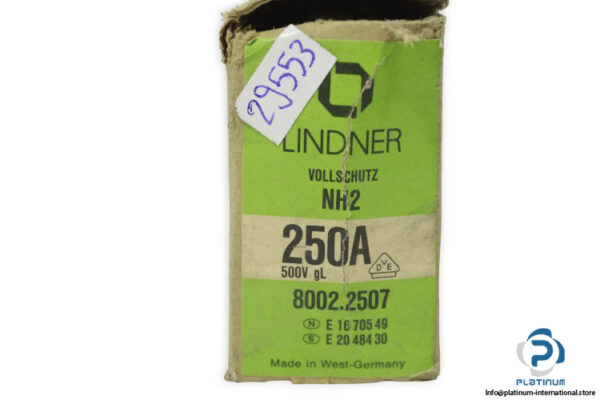 29553
LINDNER
VOLLSCHUTZ
NH2
250A
500V gL
VDE
8002.2507
N E 16 705 49
S E 20 484 30
Made in West-Germany
PLATINUM
Info@platinum-international.store